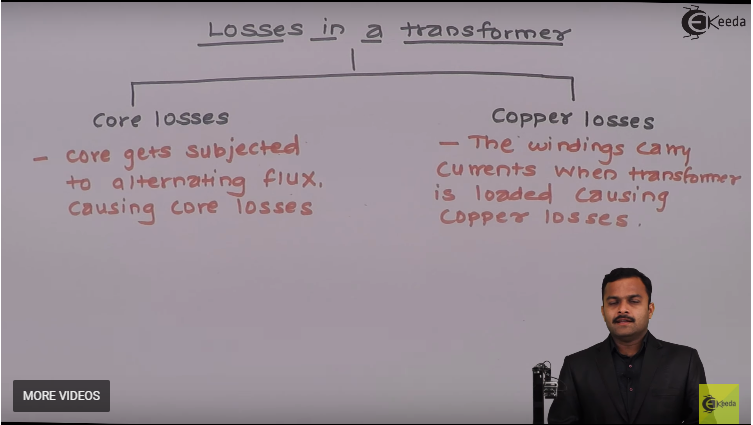 Losses in a transformer
EKeeda
Core losses
- Core gets subjected
to alternating flux,
causing core losses
Copper losses
- The windings carry
currents when transformer
is loaded causing
copper losses.
MORE VIDEOS
EKeeda